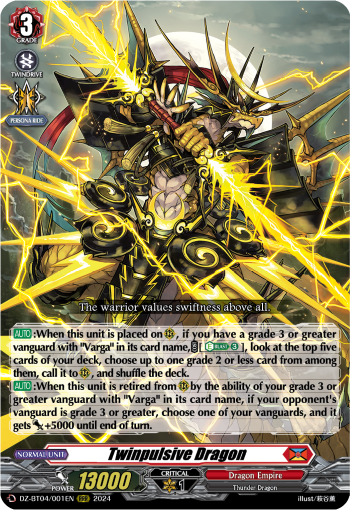 3
GRADE
TWINDRIVE
PERSONA RIDE
The warrior values swiftness above all.
AUTO :When this unit is placed on , if you have a grade 3 or greater
vanguard with "Varga" in its card name, [ BLAST 3 ], look at the top five
cards of your deck, choose up to one grade 2 or less card from among
them, call it to , and shuffle the deck.
AUTO :When this unit is retired from by the ability of your grade 3 or
greater vanguard with "Varga" in its card name, if your opponent's
vanguard is grade 3 or greater, choose one of your vanguards, and it
gets +5000 until end of turn.
NORMAL UNIT
Twinpulsive Dragon
POWER 13000
CRITICAL
1
Dragon Empire
Thunder Dragon
DZ-BT04/001EN RRR 2024
illust/萩谷薫